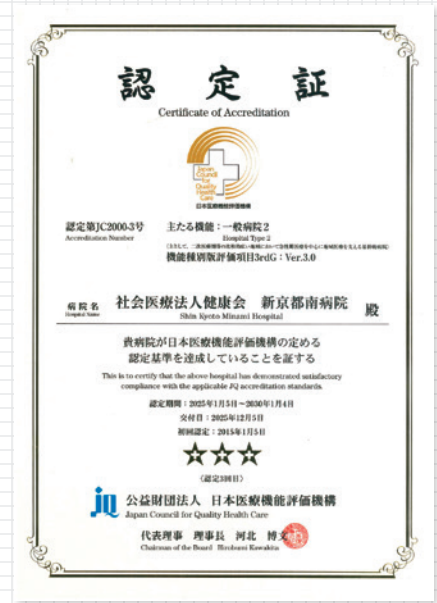 認定証
Certificate of Accreditation
Japan
Council
for
Quality
Health
Care
日本医療機能評価機構
認定第JC2000-3号
Accreditation Number
主たる機能：一般病院2
Hospital Type 2
機能種別版評価項目3rdG：Ver.3.0
病院名
Hospital Name
社会医療法人健康会 新京都南病院 殿
Shin Kyoto Minami Hospital
貴病院が日本医療機能評価機構の定める
認定基準を達成していることを証する
This is to certify that the above hospital has demonstrated satisfactory
compliance with the applicable JQ accreditation standards.
認定期間：2025年1月5日～2030年1月4日
交付日：2025年12月5日
初回認定：2015年1月5日
（認定3回目）
jq 公益財団法人 日本医療機能評価機構
Japan Council for Quality Health Care
代表理事 理事長 河北 博文
Chairman of the Board Hirobumi Kawakita